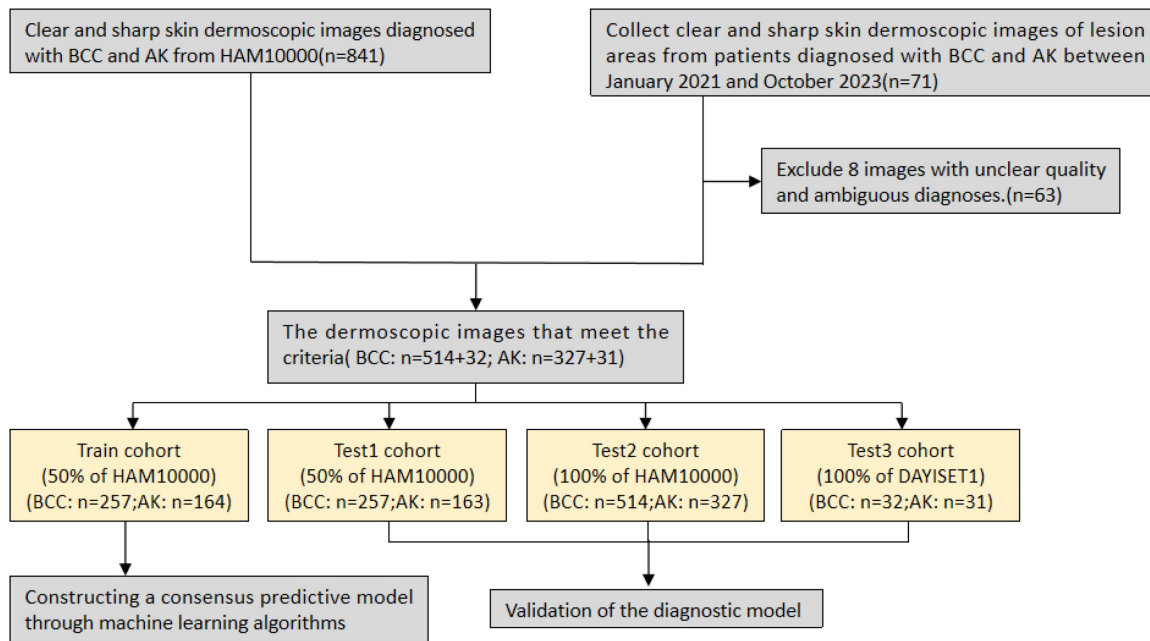 Clear and sharp skin dermoscopic images diagnosed
with BCC and AK from HAM10000(n=841)
Collect clear and sharp skin dermoscopic images of lesion
areas from patients diagnosed with BCC and AK between
January 2021 and October 2023(n=71)
Exclude 8 images with unclear quality
and ambiguous diagnoses.(n=63)
The dermoscopic images that meet the
criteria( BCC: n=514+32; AK: n=327+31)
Train cohort
(50% of HAM10000)
(BCC: n=257;AK: n=164)
Test1 cohort
(50% of HAM10000)
(BCC: n=257;AK: n=163)
Test2 cohort
(100% of HAM10000)
(BCC: n=514;AK: n=327)
Test3 cohort
(100% of DAYISET1)
(BCC: n=32;AK: n=31)
Constructing a consensus predictive model
through machine learning algorithms
Validation of the diagnostic model